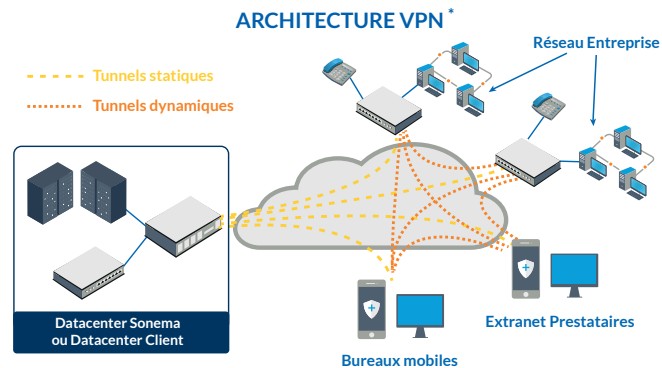 ARCHITECTURE VPN *
Réseau Entreprise
Tunnels statiques
Tunnels dynamiques
Datacenter Sonema
ou Datacenter Client
Extranet Prestataires
Bureaux mobiles